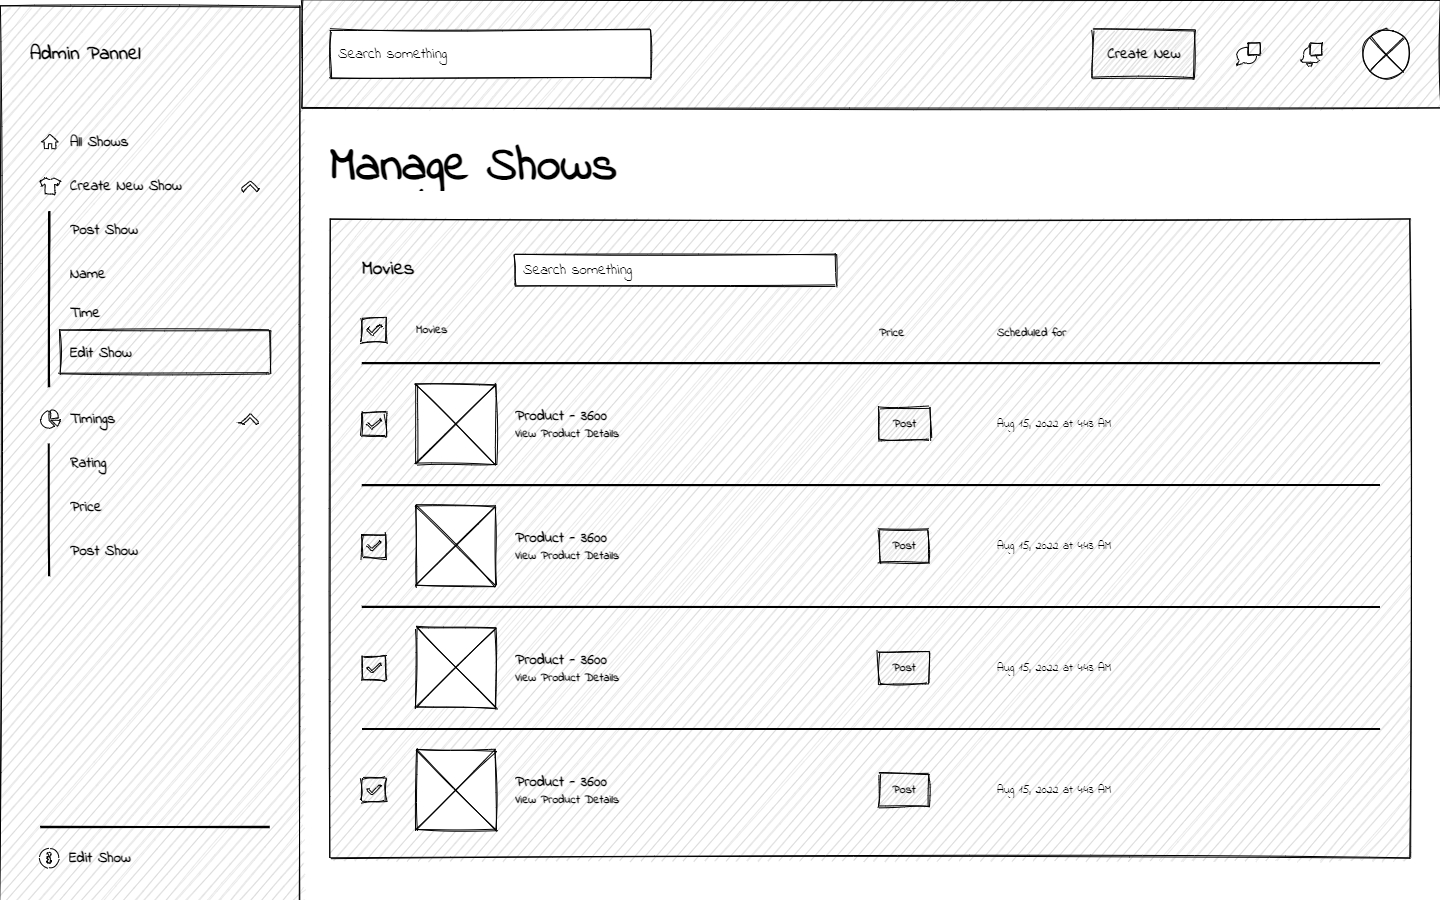 Admin Pannel
Search something
Create New
All Shows
Create New Show
Post Show
Name
Time
Edit Show
Timings
Rating
Price
Post Show
Edit Show
Manage Shows
Movies
Search something
Movies
Price
Scheduled for
Product - 3600
View Product Details
Post
Aug 15, 2022 at 4:43 AM
Product - 3600
View Product Details
Post
Aug 15, 2022 at 4:43 AM
Product - 3600
View Product Details
Post
Aug 15, 2022 at 4:43 AM
Product - 3600
View Product Details
Post
Aug 15, 2022 at 4:43 AM